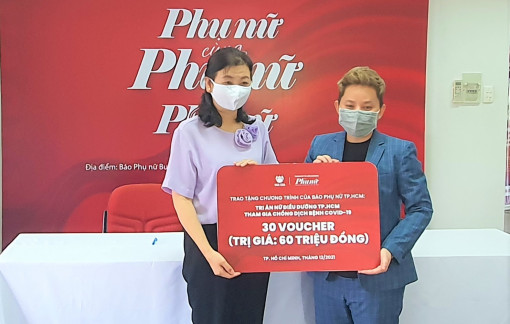 Phụ nữ
của
Phụ nữ
Phụ nữ
Địa điểm: Báo Phụ nữ
Phụ nữ
TRAO TẶNG CHƯƠNG TRÌNH CỦA BÁO PHỤ NỮ TP.HCM:
TRI ÂN NỮ ĐIỀU DƯỠNG TP.HCM
THAM GIA CHỐNG DỊCH BỆNH COVID-19
30 VOUCHER
(TRỊ GIÁ: 60 TRIỆU ĐỒNG)
TP. HỒ CHÍ MINH, THÁNG 12/2021